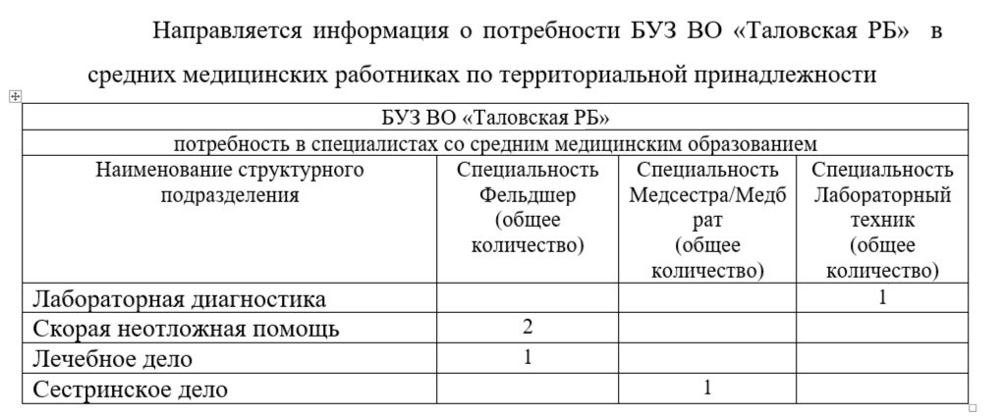 Направляется информация о потребности БУЗ ВО «Таловская РБ» в
средних медицинских работниках по территориальной принадлежности
БУЗ ВО «Таловская РБ»
потребность в специалистах со средним медицинским образованием
Наименование структурного
подразделения
Специальность
Фельдшер
(общее
количество)
Специальность
Медсестра/Медб
рат
(общее
количество)
Специальность
Лабораторный
техник
(общее
количество)
Лабораторная диагностика 1
Скорая неотложная помощь 2
Лечебное дело 1
Сестринское дело 1